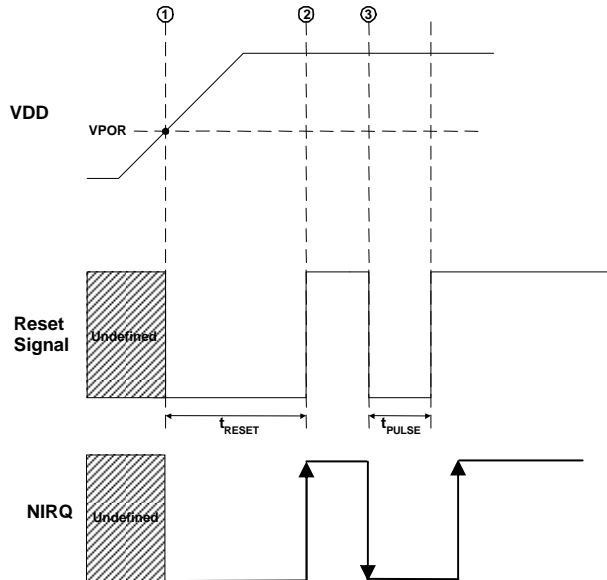 1 2 3
VDD
VPOR
Reset
Signal
Undefined
tRESET
tPULSE
NIRQ
Undefined